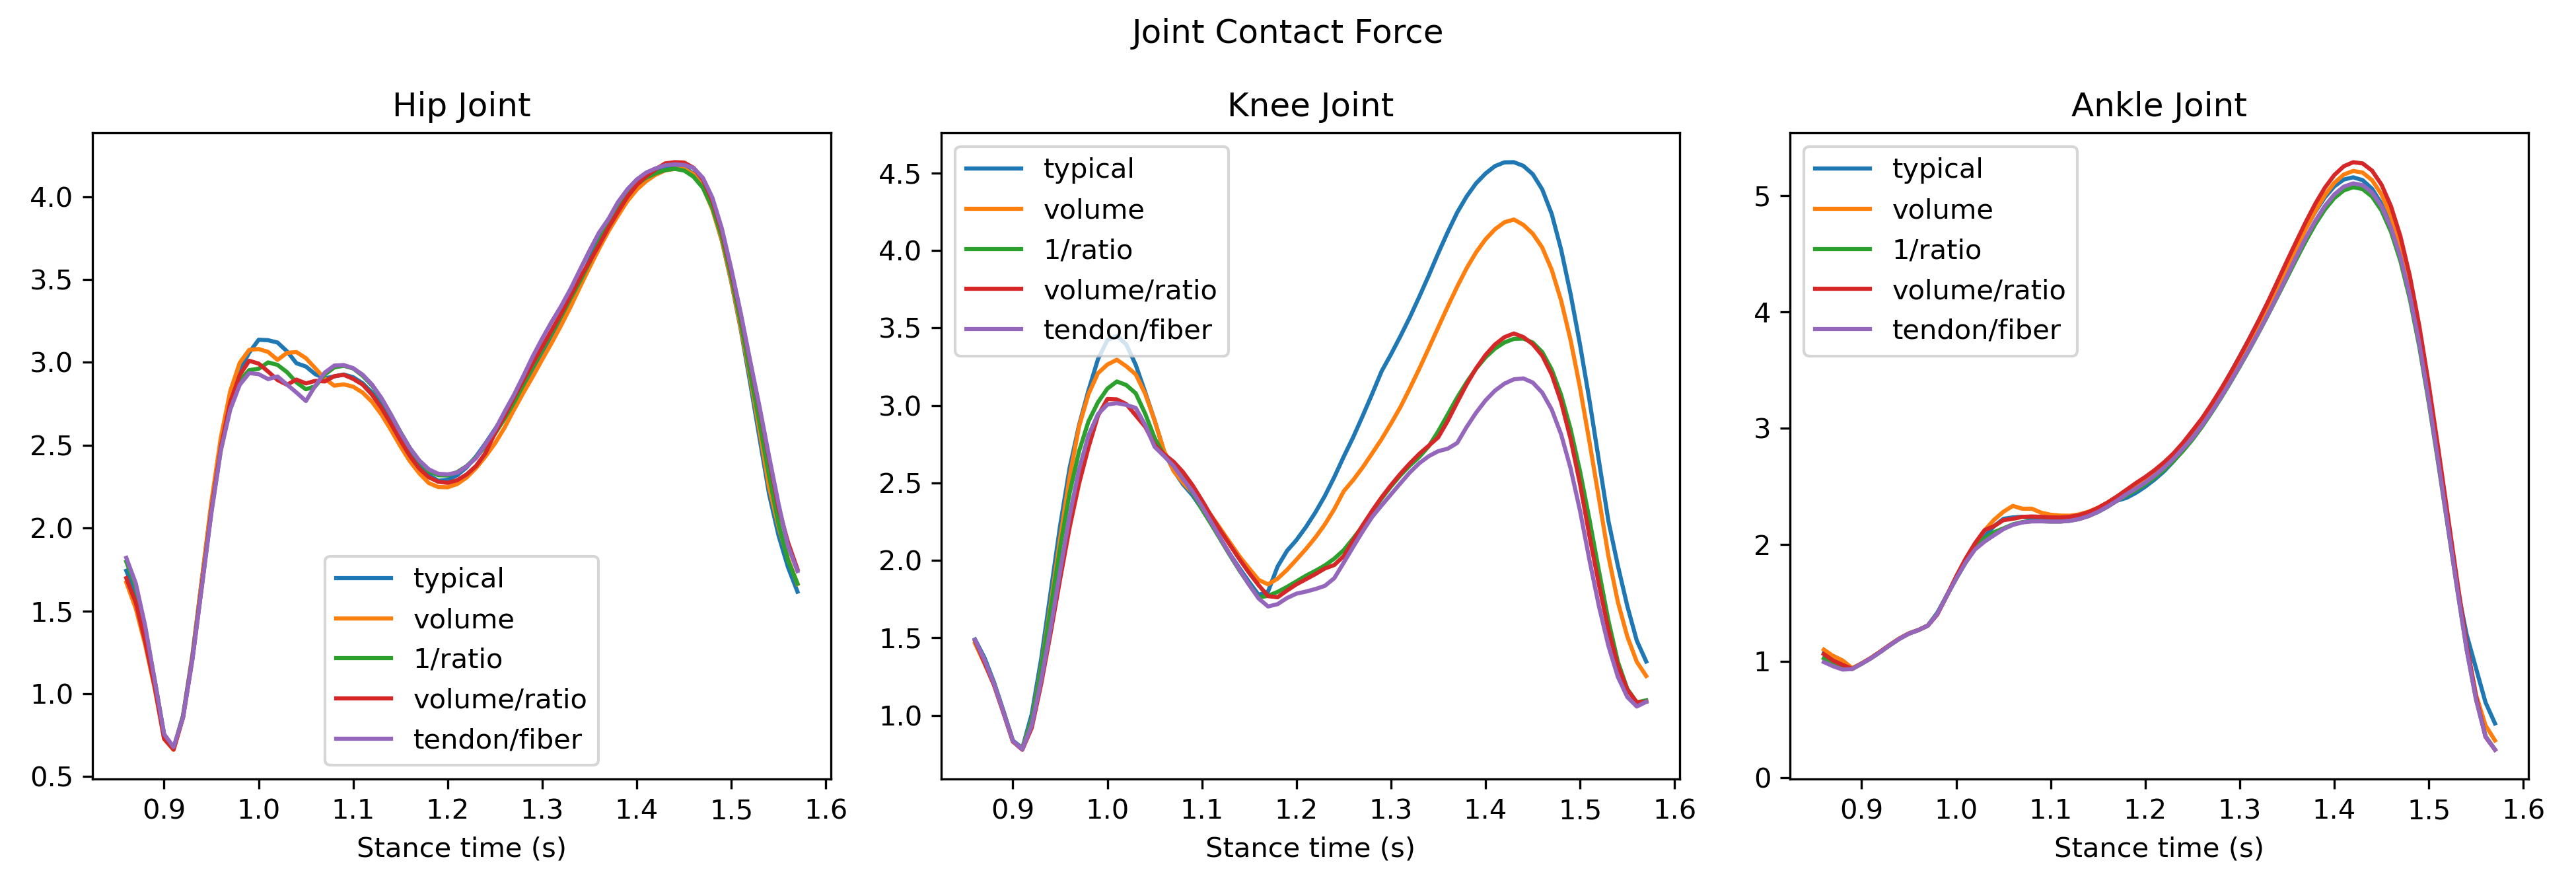 Joint Contact Force
Hip Joint
4.0
3.5
3.0
2.5
2.0
1.5
1.0
0.5
typical
volume
1/ratio
volume/ratio
tendon/fiber
0.9 1.0 1.1 1.2 1.3 1.4 1.5 1.6
Stance time (s)
Knee Joint
4.5
4.0
3.5
3.0
2.5
2.0
1.5
1.0
typical
volume
1/ratio
volume/ratio
tendon/fiber
0.9 1.0 1.1 1.2 1.3 1.4 1.5 1.6
Stance time (s)
Ankle Joint
5
4
3
2
1
0
typical
volume
1/ratio
volume/ratio
tendon/fiber
0.9 1.0 1.1 1.2 1.3 1.4 1.5 1.6
Stance time (s)